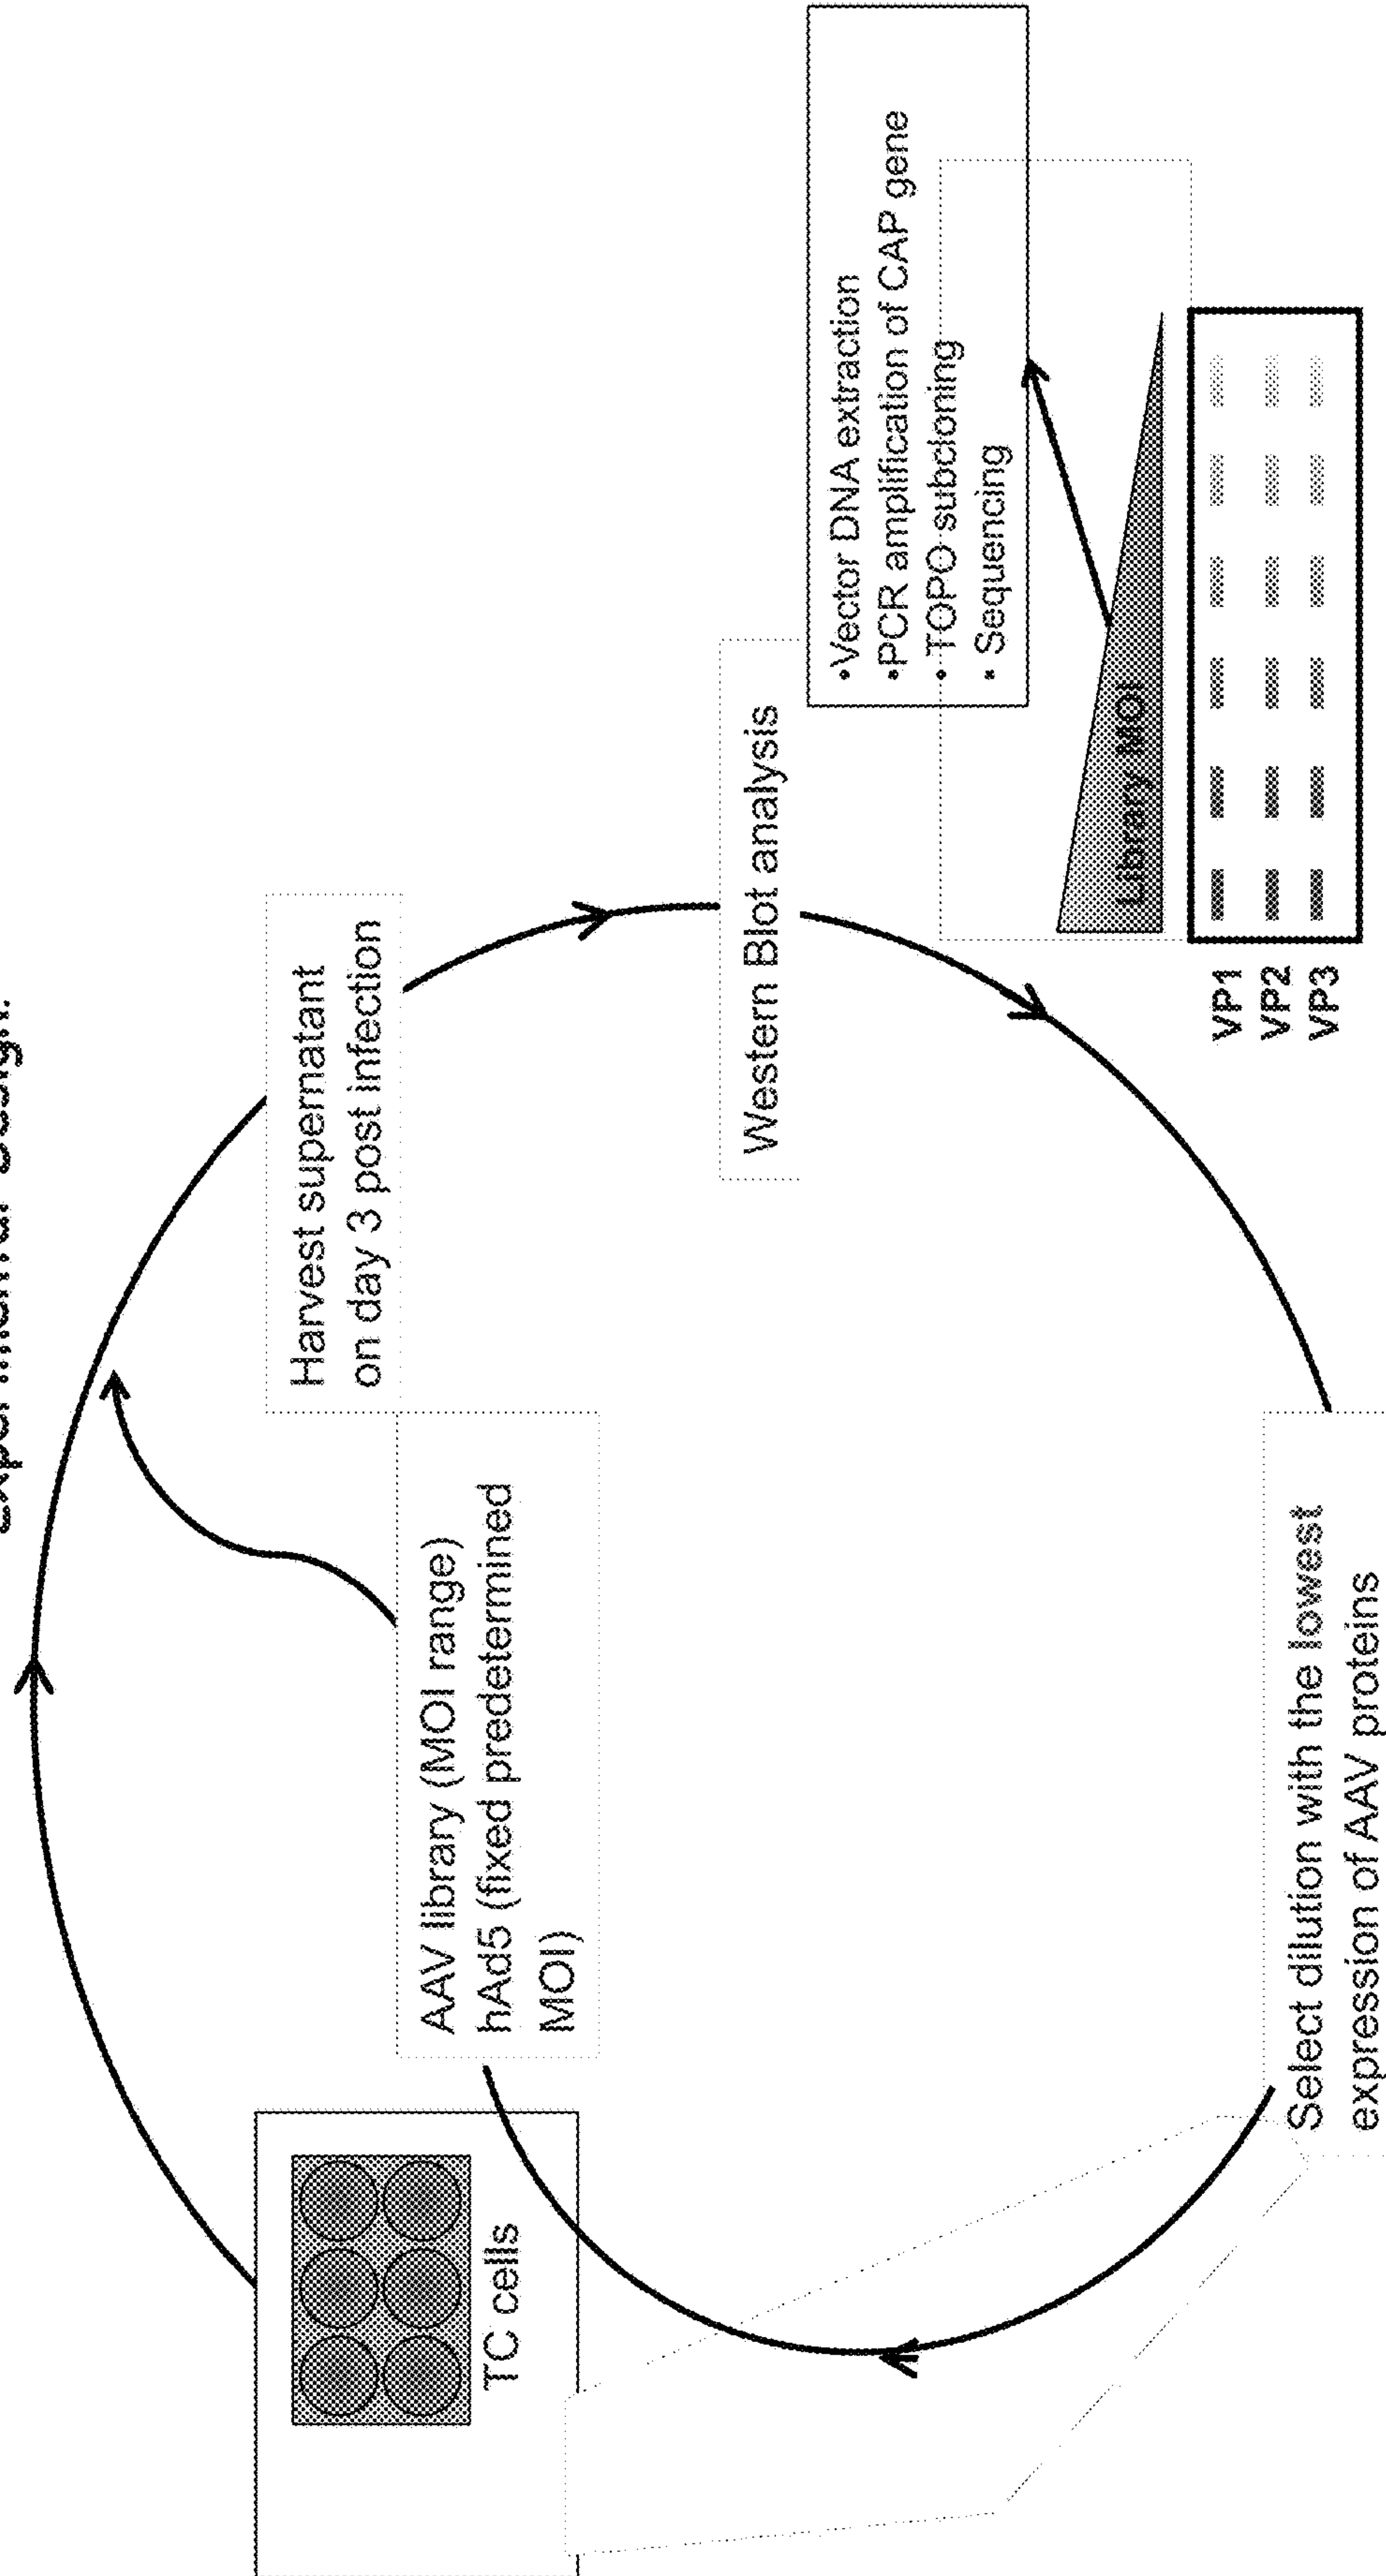 Experimental design:
TC cells
AAV library (MOI range)
hAd5 (fixed predetermined
MOI)
Harvest supernatant
on day 3 post infection
Western Blot analysis
•Vector DNA extraction
•PCR amplification of CAP gene
• TOPO subcloning
• Sequencing
Library MOI
VP1
VP2
VP3
Select dilution with the lowest
expression of AAV proteins